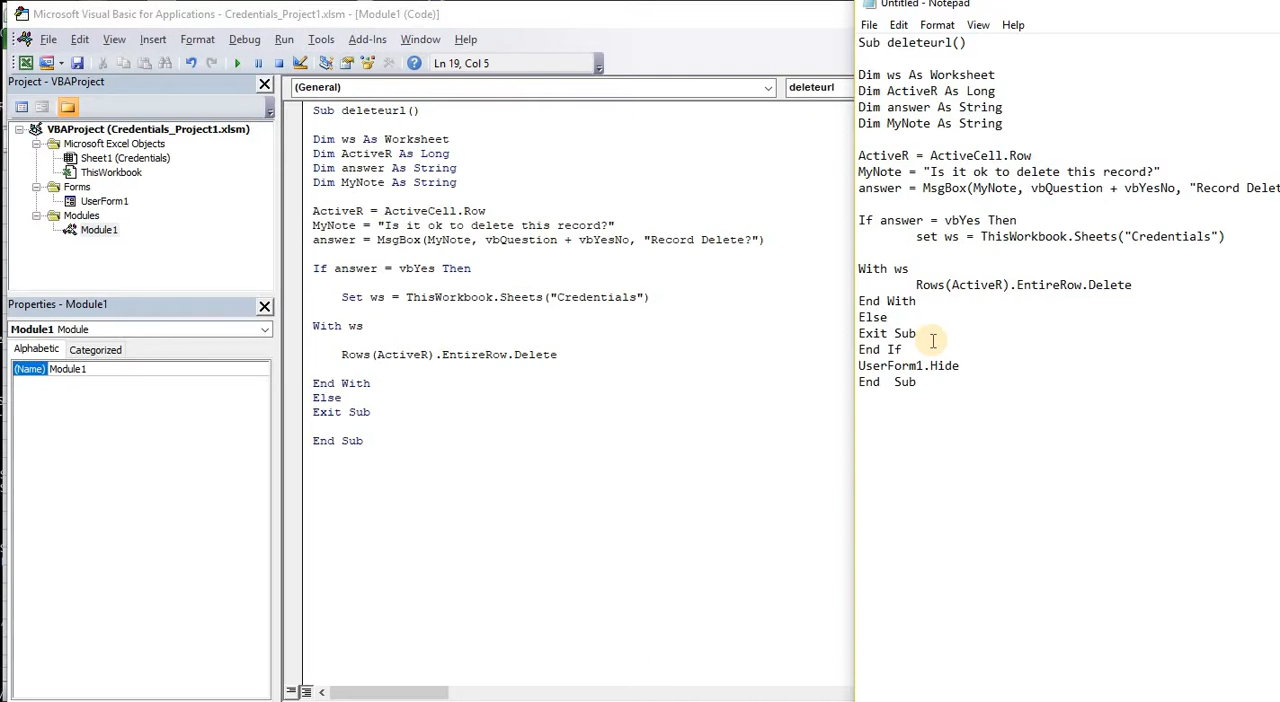 Microsoft Visual Basic for Applications - Credentials_Project1.xlsm - [Module1 (Code)]
File Edit View Insert Format Debug Run Tools Add-Ins Window Help
Ln 19, Col 5
Project - VBAProject
VBAProject (Credentials_Project1.xlsm)
Microsoft Excel Objects
Sheet1 (Credentials)
ThisWorkbook
Forms
UserForm1
Modules
Module1
Properties - Module1
Module1 Module
Alphabetic Categorized
(Name) Module1
(General) deleteurl
Sub deleteurl()
Dim ws As Worksheet
Dim ActiveR As Long
Dim answer As String
Dim MyNote As String
ActiveR = ActiveCell.Row
MyNote = "Is it ok to delete this record?"
answer = MsgBox(MyNote, vbQuestion + vbYesNo, "Record Delete?")
If answer = vbYes Then
Set ws = ThisWorkbook.Sheets("Credentials")
With ws
Rows(ActiveR).EntireRow.Delete
End With
Else
Exit Sub
End Sub
Untitled - Notepad
File Edit Format View Help
Sub deleteurl()
Dim ws As Worksheet
Dim ActiveR As Long
Dim answer As String
Dim MyNote As String
ActiveR = ActiveCell.Row
MyNote = "Is it ok to delete this record?"
answer = MsgBox(MyNote, vbQuestion + vbYesNo, "Record Delet
If answer = vbYes Then
set ws = ThisWorkbook.Sheets("Credentials")
With ws
Rows(ActiveR).EntireRow.Delete
End With
Else
Exit Sub
End If
UserForm1.Hide
End  Sub